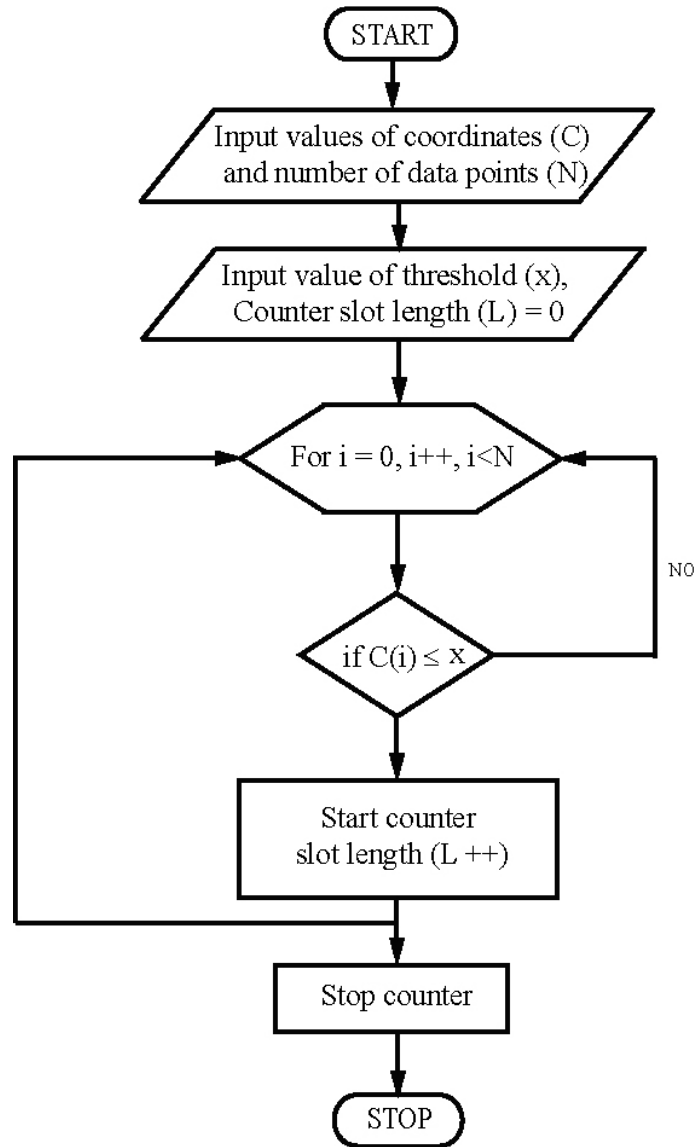 START
Input values of coordinates (C)
and number of data points (N)
Input value of threshold (x),
Counter slot length (L) = 0
For i = 0, i++, i<N
NO
if C(i) ≤ x
Start counter
slot length (L ++)
Stop counter
STOP